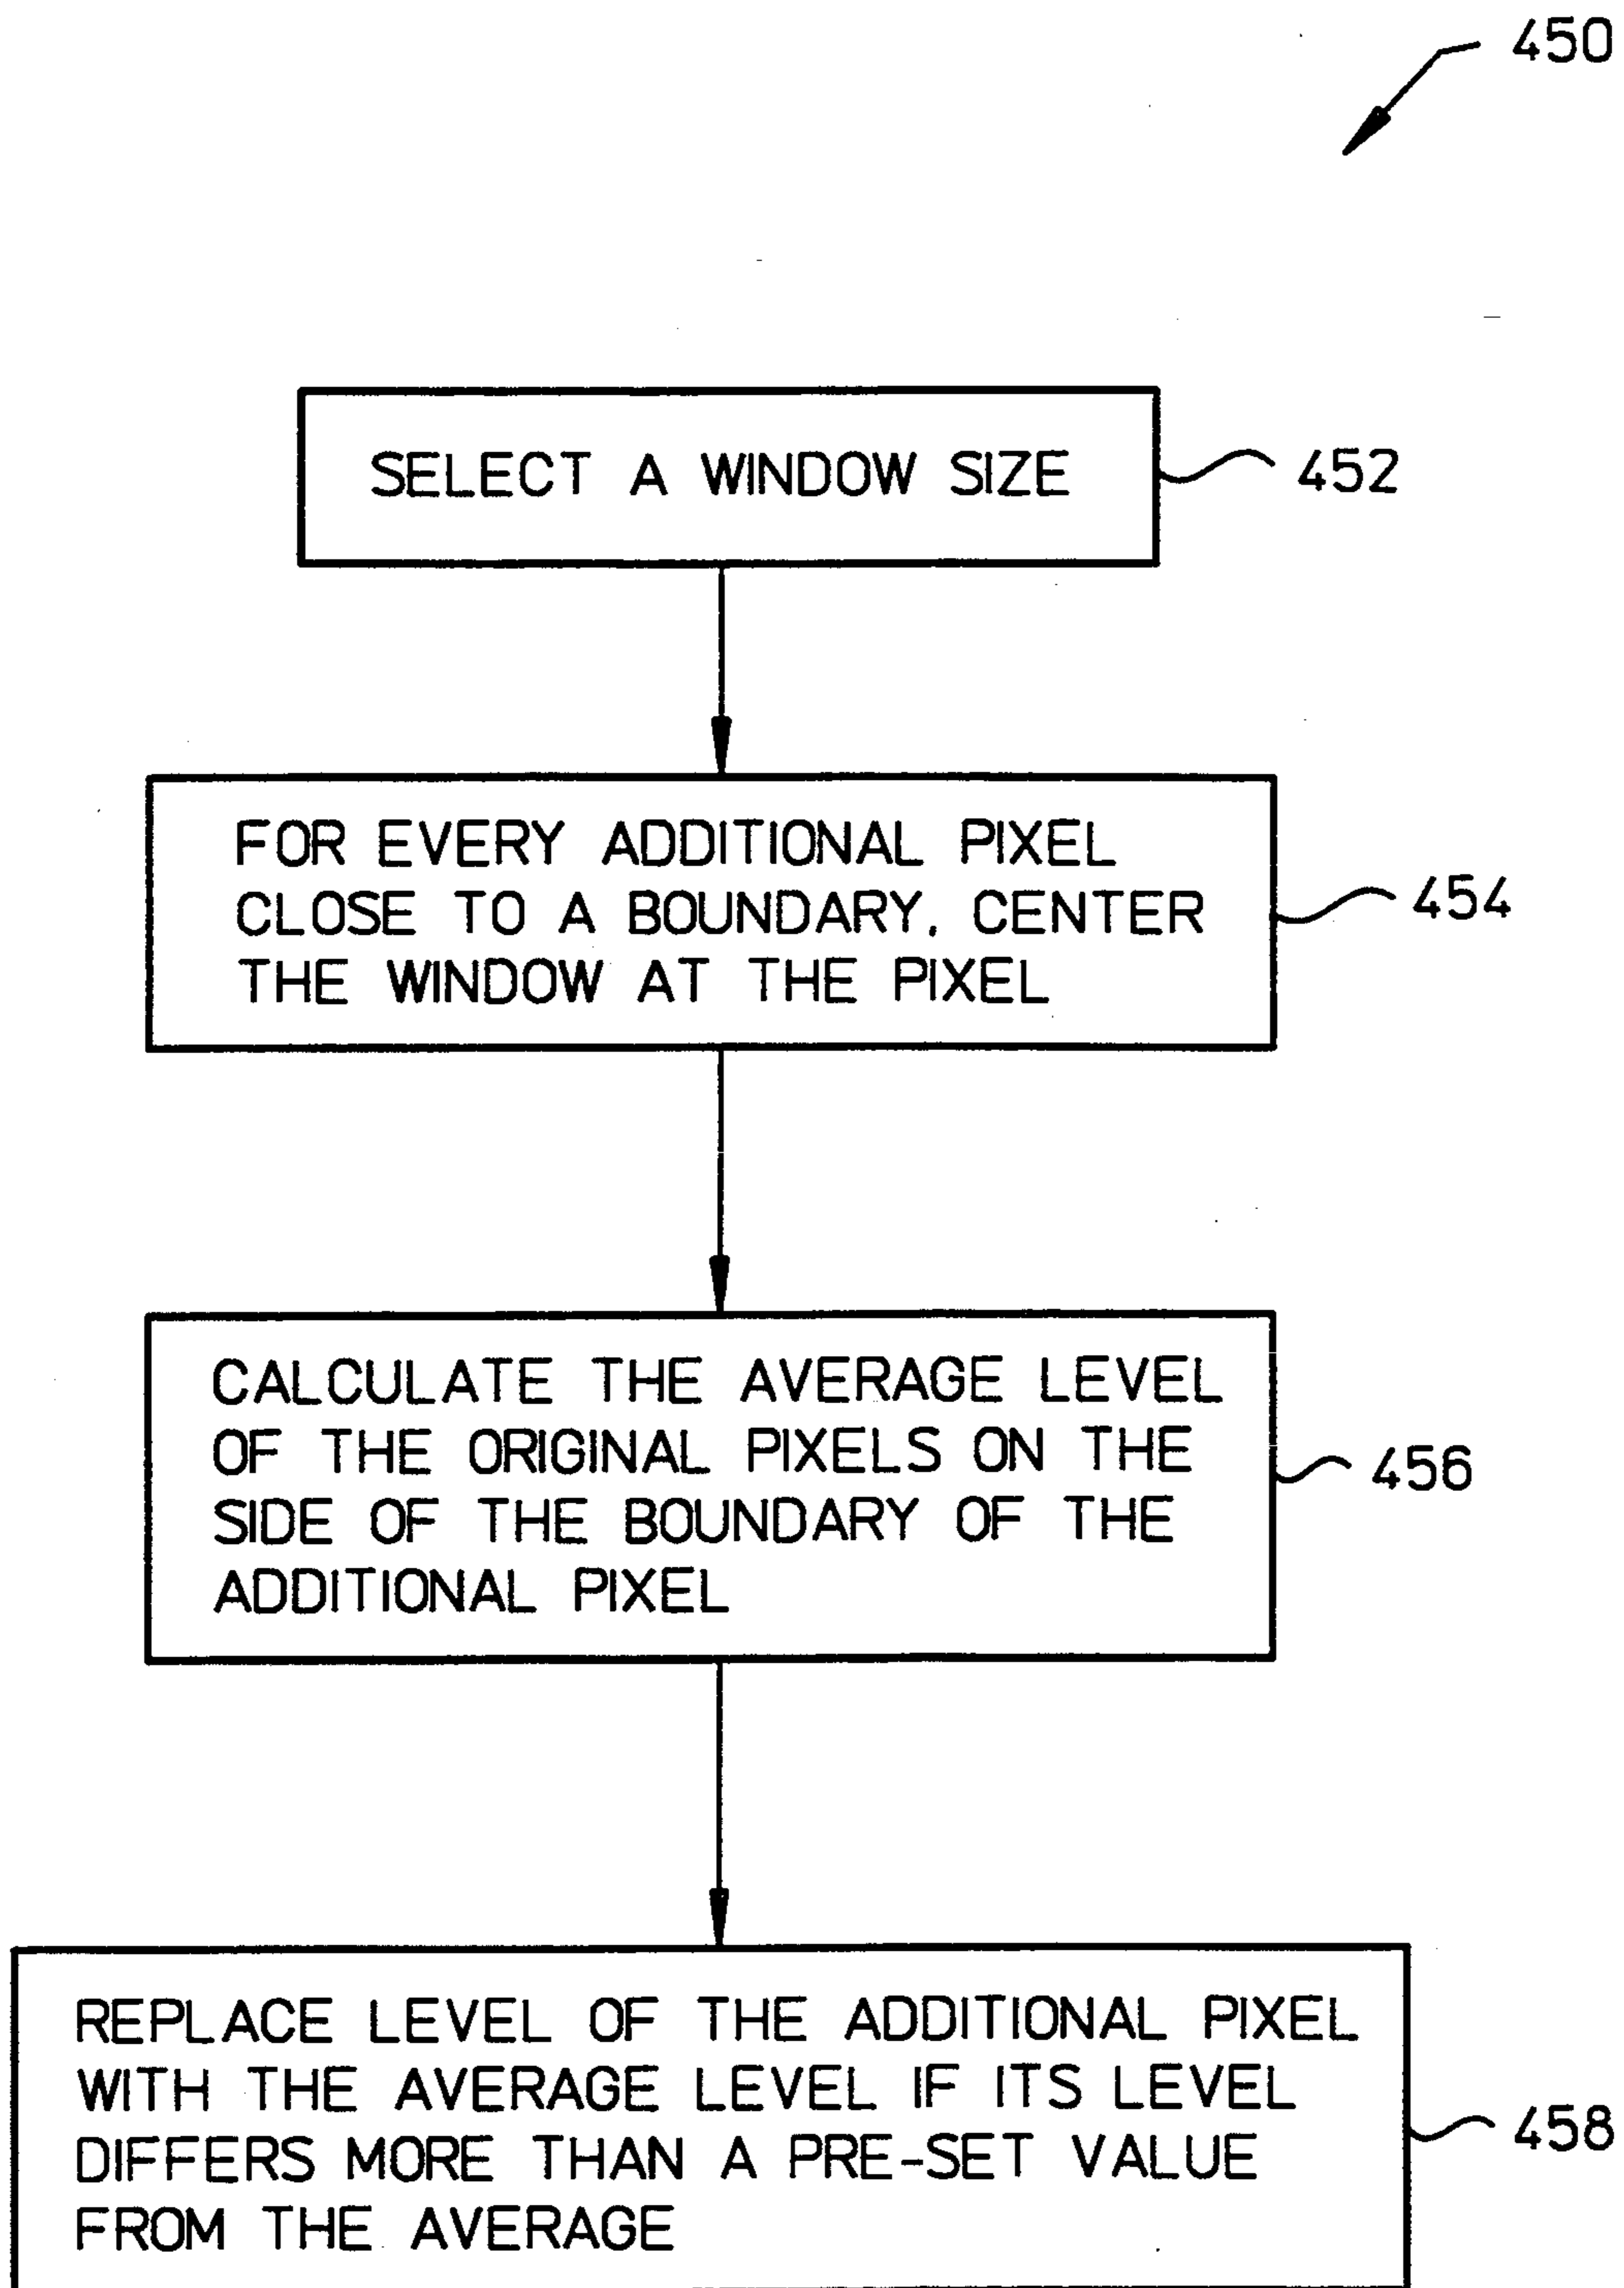 450
SELECT A WINDOW SIZE
452
FOR EVERY ADDITIONAL PIXEL
CLOSE TO A BOUNDARY, CENTER
THE WINDOW AT THE PIXEL
454
CALCULATE THE AVERAGE LEVEL
OF THE ORIGINAL PIXELS ON THE
SIDE OF THE BOUNDARY OF THE
ADDITIONAL PIXEL
456
REPLACE LEVEL OF THE ADDITIONAL PIXEL
WITH THE AVERAGE LEVEL IF ITS LEVEL
DIFFERS MORE THAN A PRE-SET VALUE
FROM THE AVERAGE
458